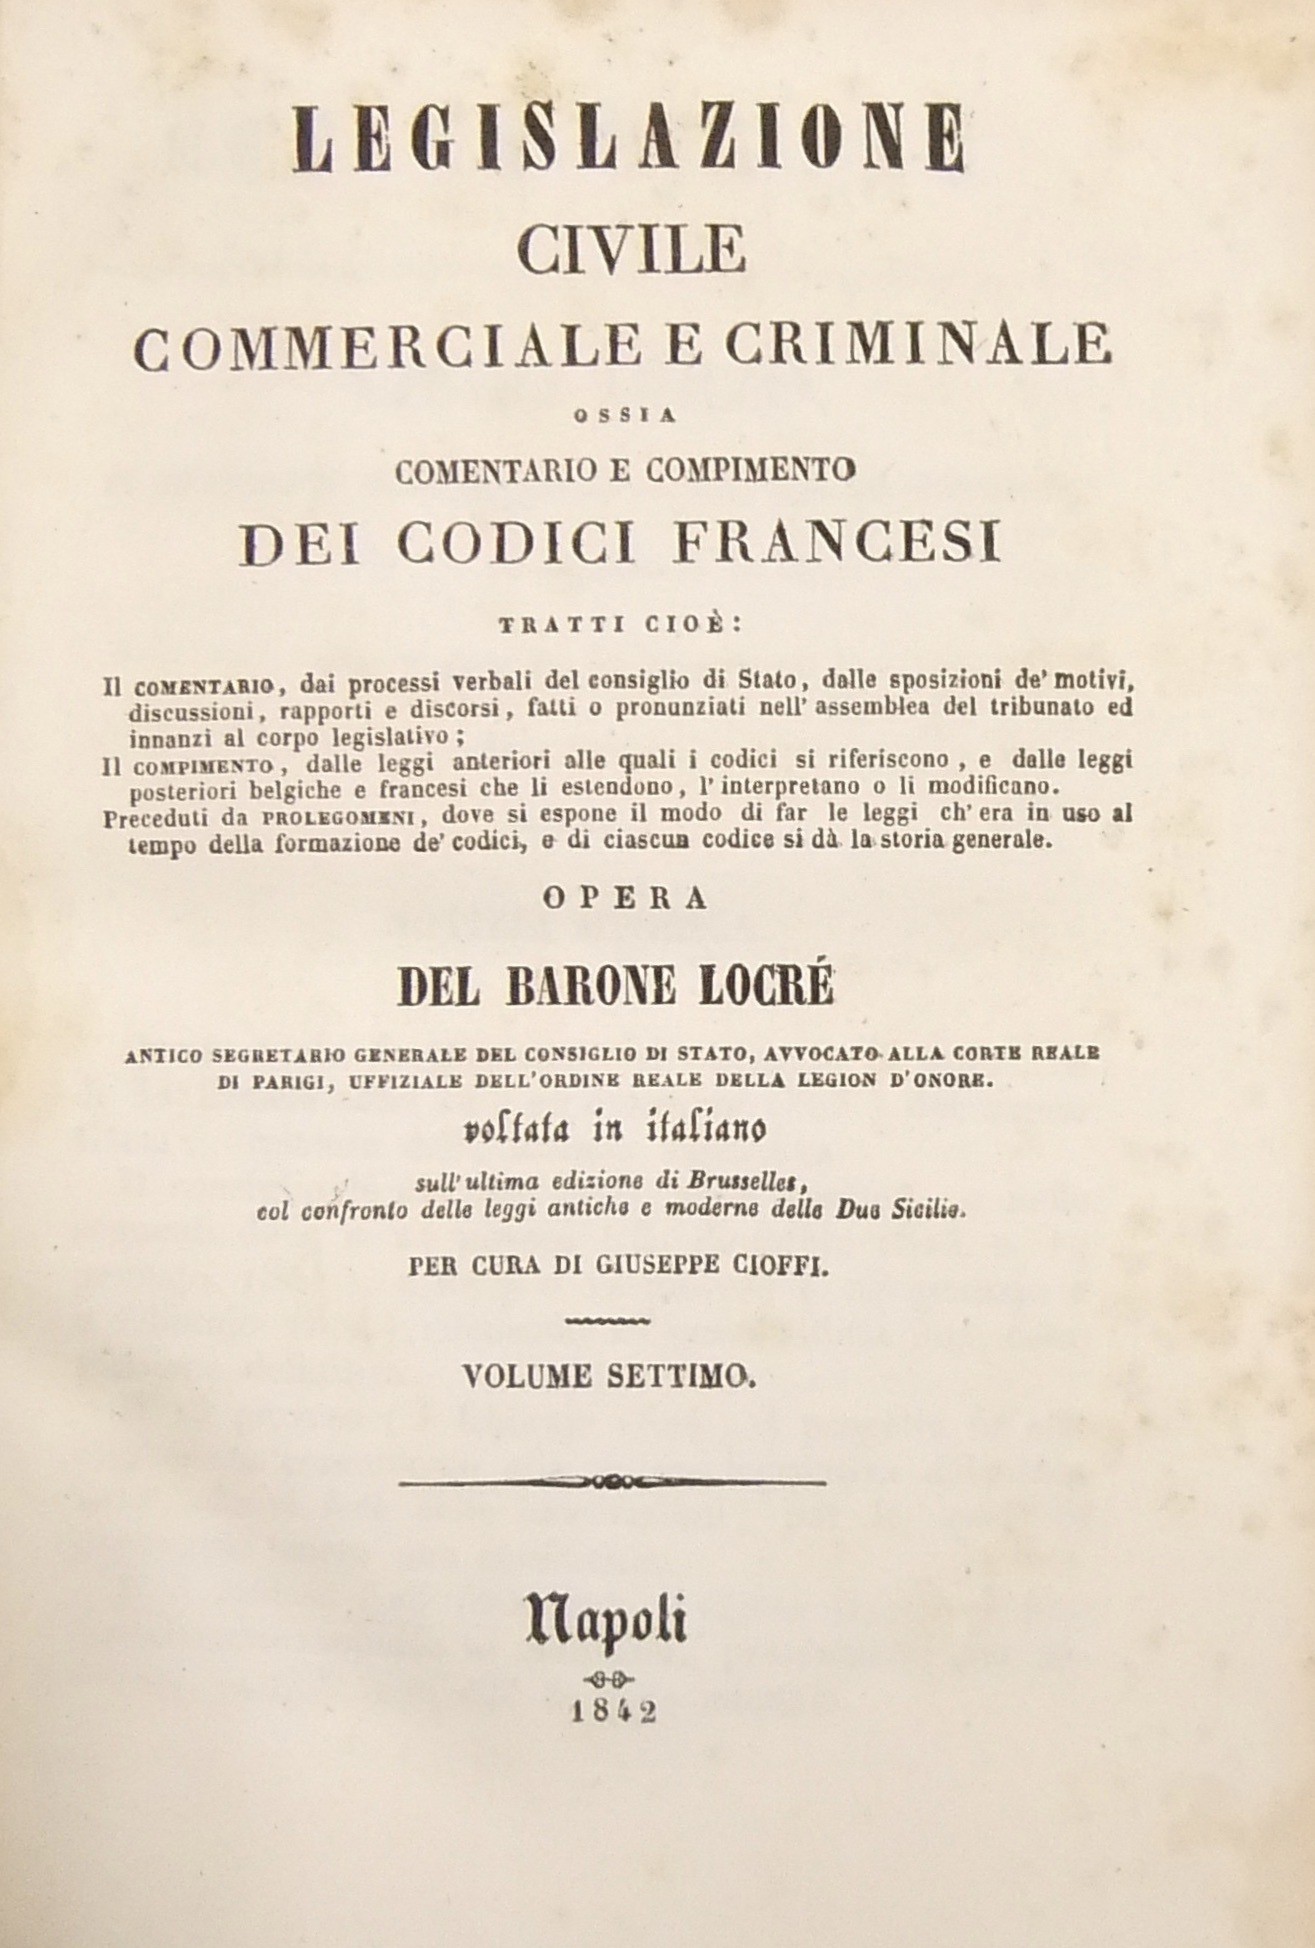 LEGISLAZIONE
CIVILE
COMMERCIALE E CRIMINALE
OSSIA
COMENTARIO E COMPIMENTO
DEI CODICI FRANCESI
TRATTI CIOÈ:
Il COMENTARIO, dai processi verbali del consiglio di Stato, dalle sposizioni de' motivi,
discussioni, rapporti e discorsi, fatti o pronunziati nell' assemblea del tribunato ed
innanzi al corpo legislativo;
Il COMPIMENTO, dalle leggi anteriori alle quali i codici si riferiscono, e dalle leggi
posteriori belgiche e francesi che li estendono, l' interpretano o li modificano.
Preceduti da PROLEGOMENI, dove si espone il modo di far le leggi ch' era in uso al
tempo della formazione de' codici, e di ciascun codice si dà la storia generale.
OPERA
DEL BARONE LOCRÉ
ANTICO SEGRETARIO GENERALE DEL CONSIGLIO DI STATO, AVVOCATO ALLA CORTE REALE
DI PARIGI, UFFIZIALE DELL'ORDINE REALE DELLA LEGION D'ONORE.
voltata in italiano
sull' ultima edizione di Brusselles,
col confronto delle leggi antiche e moderne delle Due Sicilie.
PER CURA DI GIUSEPPE CIOFFI.
VOLUME SETTIMO.
Napoli
1842